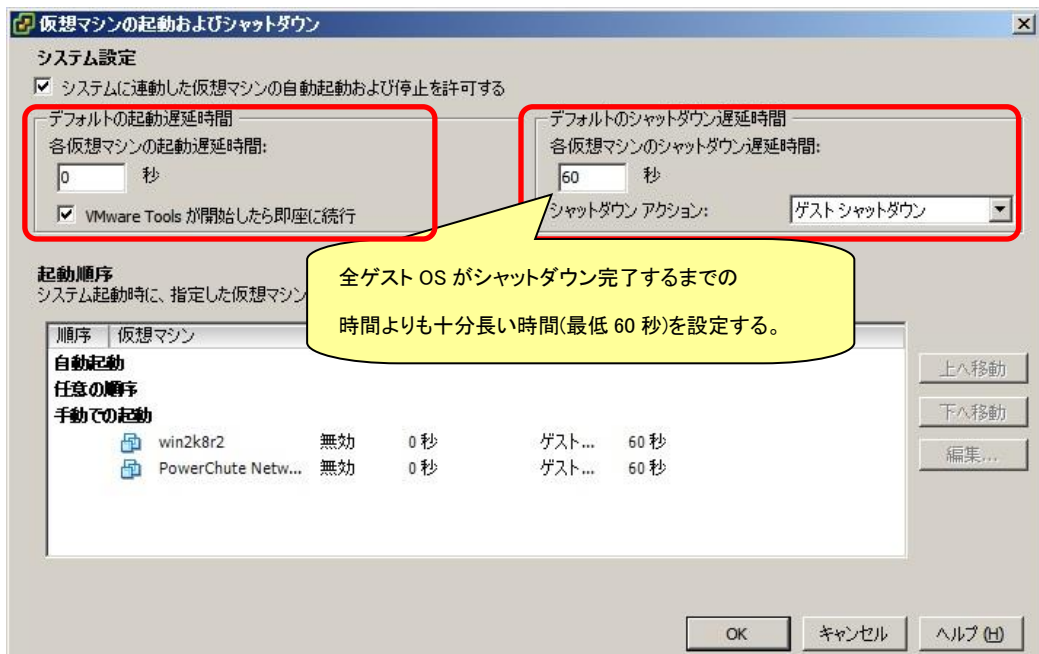 仮想マシンの起動およびシャットダウン
システム設定
システムに連動した仮想マシンの自動起動および停止を許可する
デフォルトの起動遅延時間
各仮想マシンの起動遅延時間:
0 秒
VMware Tools が開始したら即座に続行
デフォルトのシャットダウン遅延時間
各仮想マシンのシャットダウン遅延時間:
60 秒
シャットダウン アクション: ゲスト シャットダウン
全ゲスト OS がシャットダウン完了するまでの
時間よりも十分長い時間(最低 60 秒)を設定する。
起動順序
システム起動時に、指定した仮想マシン
順序 仮想マシン
自動起動
任意の順序
手動での起動
win2k8r2 無効 0 秒 ゲスト... 60 秒
PowerChute Netw... 無効 0 秒 ゲスト... 60 秒
上へ移動
下へ移動
編集...
OK キャンセル ヘルプ (H)